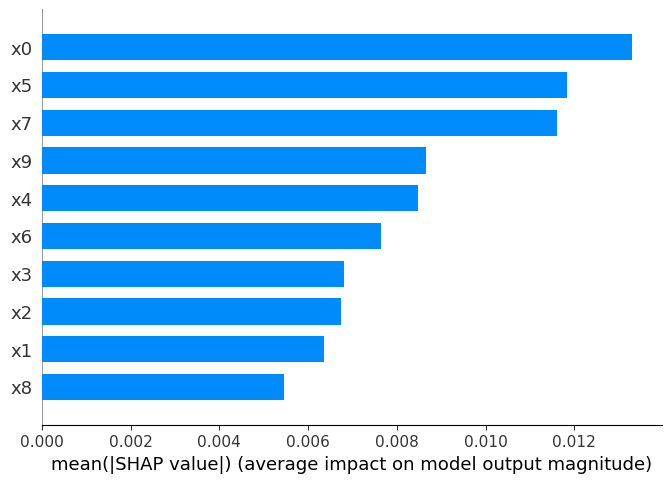 x0
x5
x7
x9
x4
x6
x3
x2
x1
x8
0.000 0.002 0.004 0.006 0.008 0.010 0.012
mean(|SHAP value|) (average impact on model output magnitude)